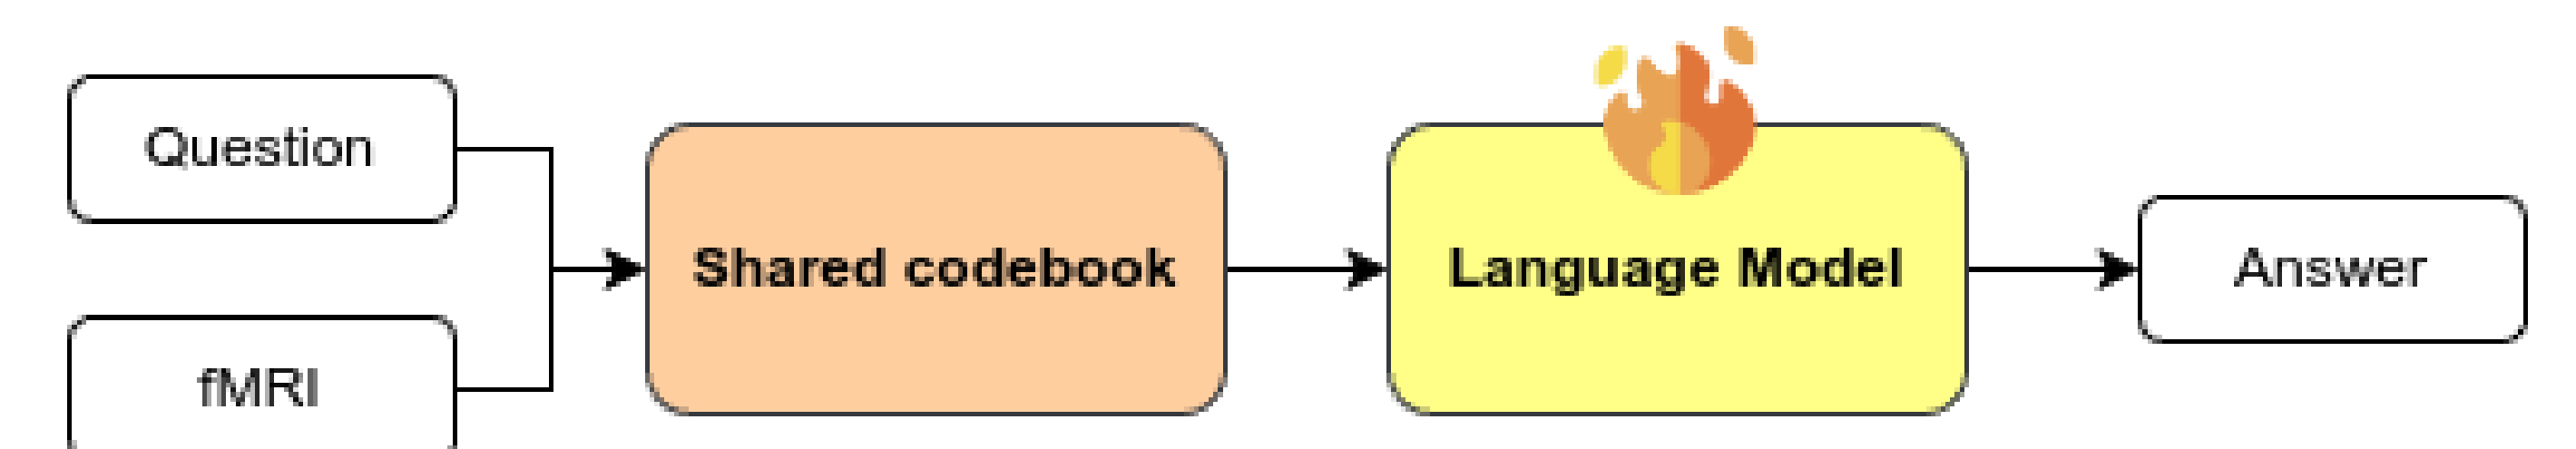 Question
fMRI
Shared codebook
Language Model
Answer